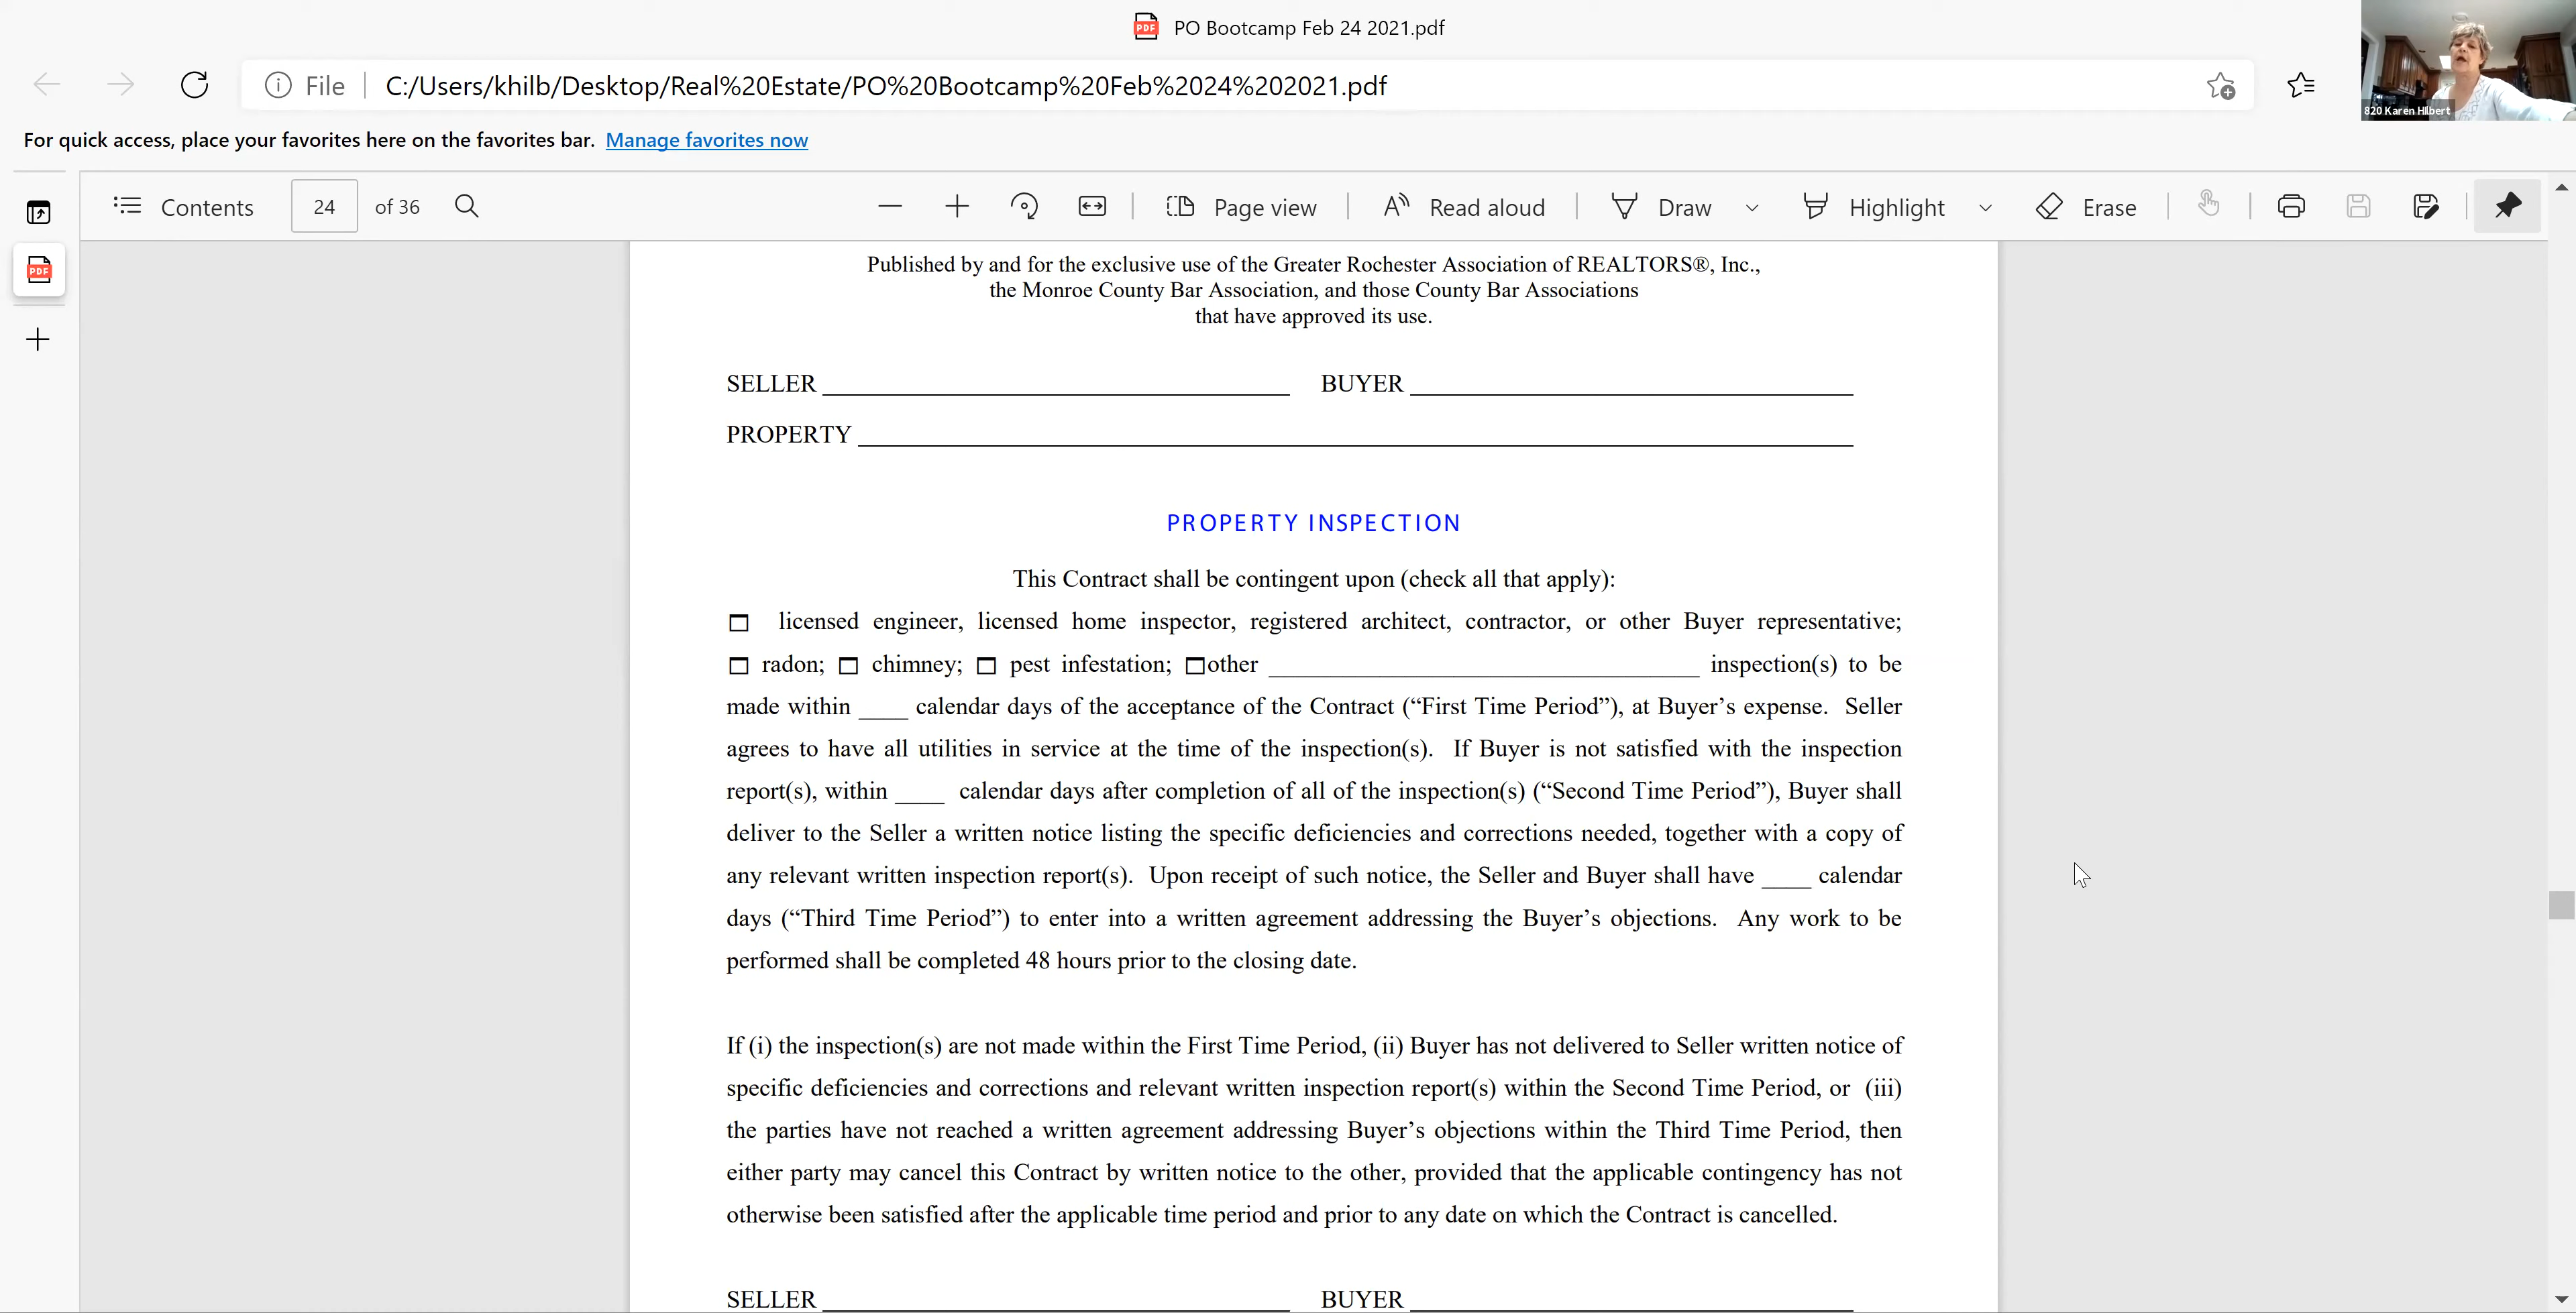 PO Bootcamp Feb 24 2021.pdf
File C:/Users/khilb/Desktop/Real%20Estate/PO%20Bootcamp%20Feb%2024%202021.pdf
820 Karen Hilbert
For quick access, place your favorites here on the favorites bar. Manage favorites now
Contents 24 of 36 Page view Read aloud Draw Highlight Erase
PDF
Published by and for the exclusive use of the Greater Rochester Association of REALTORS®, Inc.,
the Monroe County Bar Association, and those County Bar Associations
that have approved its use.
SELLER ____ BUYER ____
PROPERTY ____
PROPERTY INSPECTION
This Contract shall be contingent upon (check all that apply):
☐ licensed engineer, licensed home inspector, registered architect, contractor, or other Buyer representative;
☐ radon; ☐ chimney; ☐ pest infestation; ☐other ____ inspection(s) to be
made within ____ calendar days of the acceptance of the Contract (“First Time Period”), at Buyer’s expense. Seller
agrees to have all utilities in service at the time of the inspection(s). If Buyer is not satisfied with the inspection
report(s), within ____ calendar days after completion of all of the inspection(s) (“Second Time Period”), Buyer shall
deliver to the Seller a written notice listing the specific deficiencies and corrections needed, together with a copy of
any relevant written inspection report(s). Upon receipt of such notice, the Seller and Buyer shall have ____ calendar
days (“Third Time Period”) to enter into a written agreement addressing the Buyer’s objections. Any work to be
performed shall be completed 48 hours prior to the closing date.
If (i) the inspection(s) are not made within the First Time Period, (ii) Buyer has not delivered to Seller written notice of
specific deficiencies and corrections and relevant written inspection report(s) within the Second Time Period, or (iii)
the parties have not reached a written agreement addressing Buyer’s objections within the Third Time Period, then
either party may cancel this Contract by written notice to the other, provided that the applicable contingency has not
otherwise been satisfied after the applicable time period and prior to any date on which the Contract is cancelled.
SELLER ____ BUYER ____